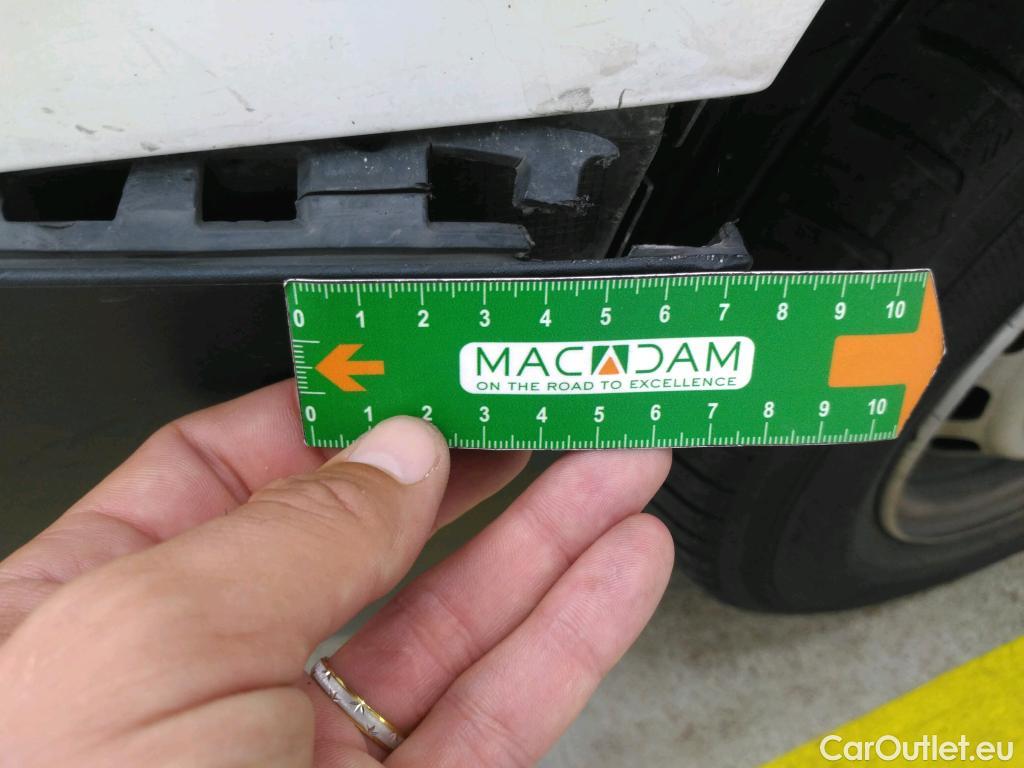 0 1 2 3 4 5 6 7 8 9 10
MACADAM
ON THE ROAD TO EXCELLENCE
0 1 2 3 4 5 6 7 8 9 10
CarOutlet.eu